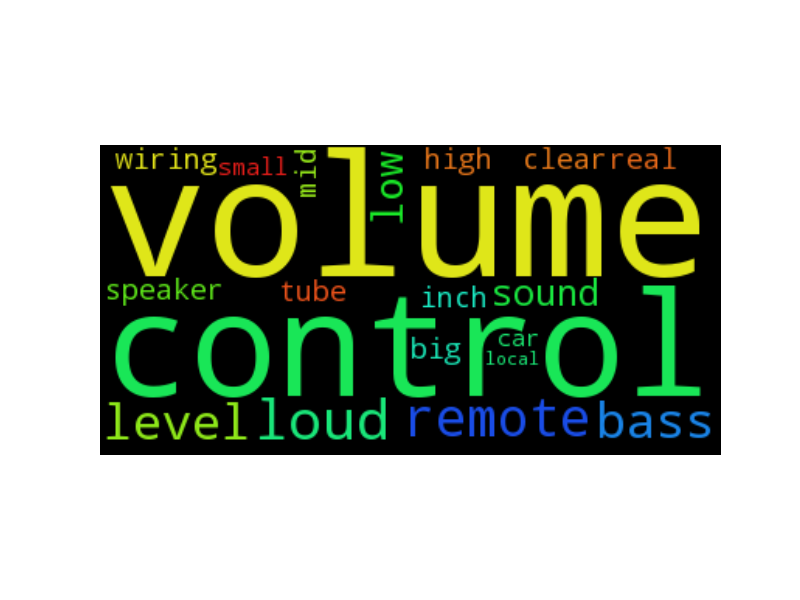 wiring small mid low high clear real
volume
speaker tube inch sound
control
big car
local
level loud remote bass